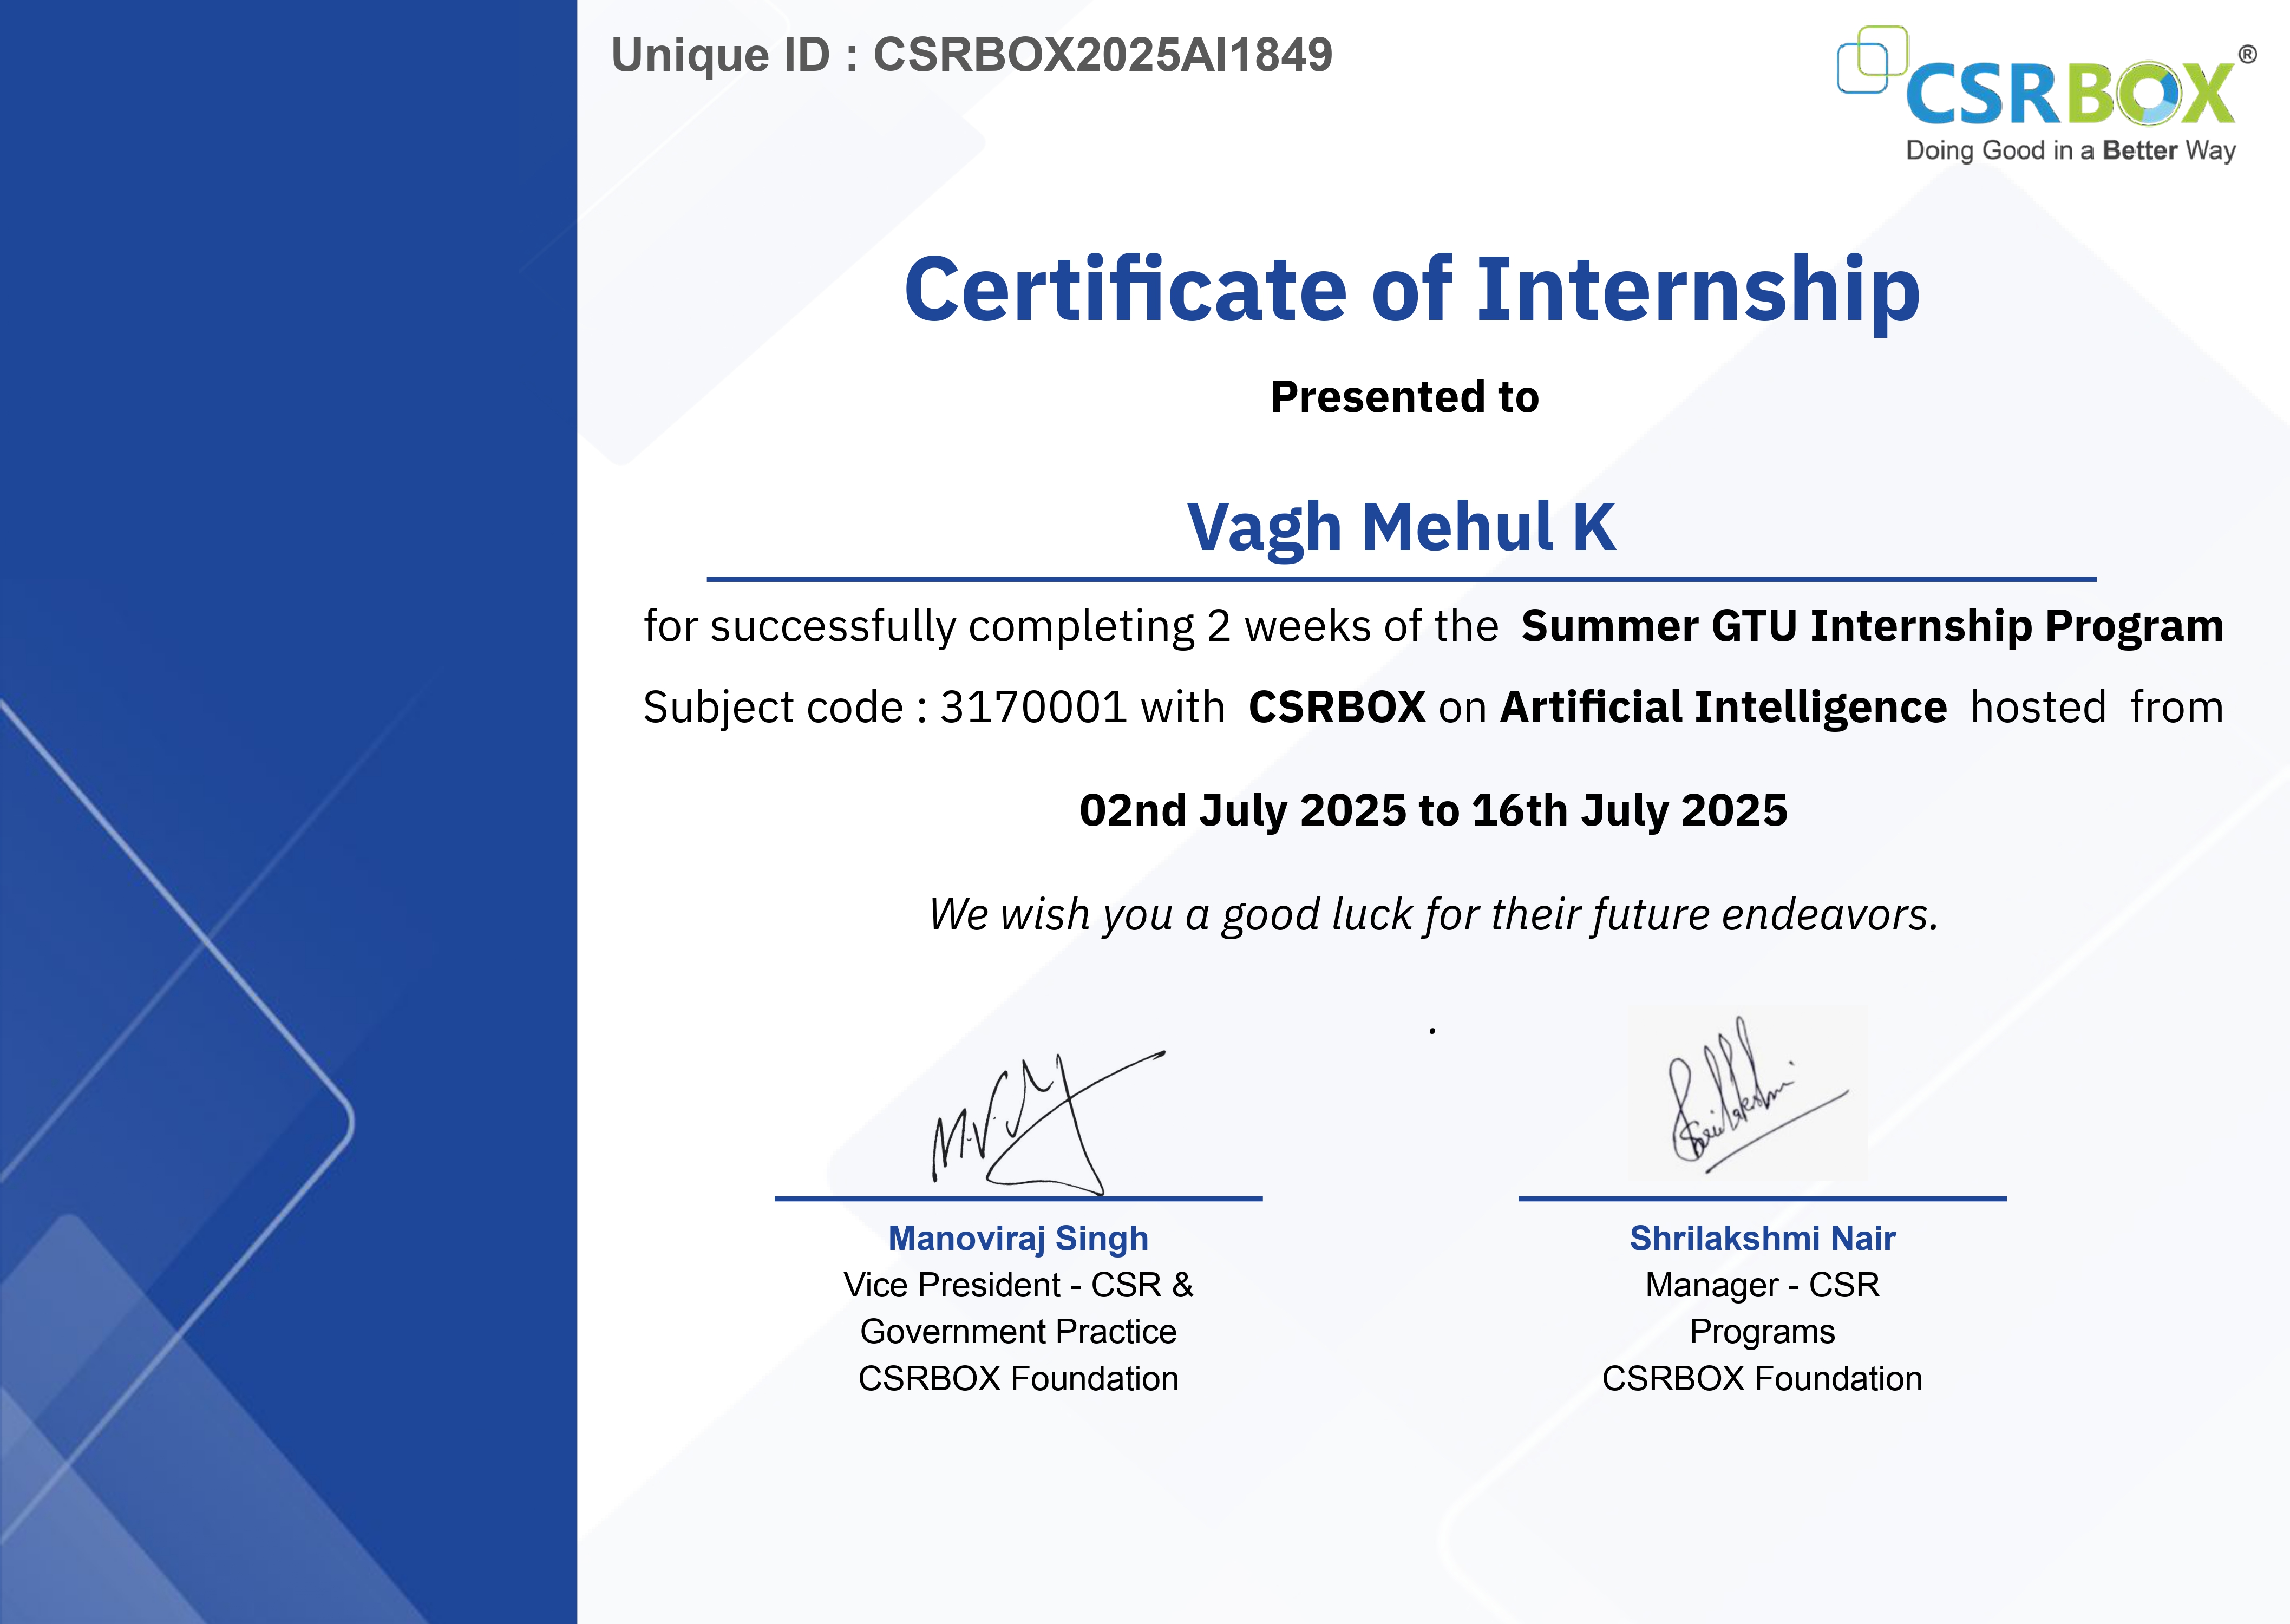 Unique ID : CSRBOX2025AI1849
CSRBOX®
Doing Good in a Better Way
Certificate of Internship
Presented to
Vagh Mehul K
for successfully completing 2 weeks of the Summer GTU Internship Program
Subject code : 3170001 with CSRBOX on Artificial Intelligence hosted from
02nd July 2025 to 16th July 2025
We wish you a good luck for their future endeavors.
.
Manoviraj Singh
Vice President - CSR &
Government Practice
CSRBOX Foundation
Shrilakshmi
Shrilakshmi Nair
Manager - CSR
Programs
CSRBOX Foundation